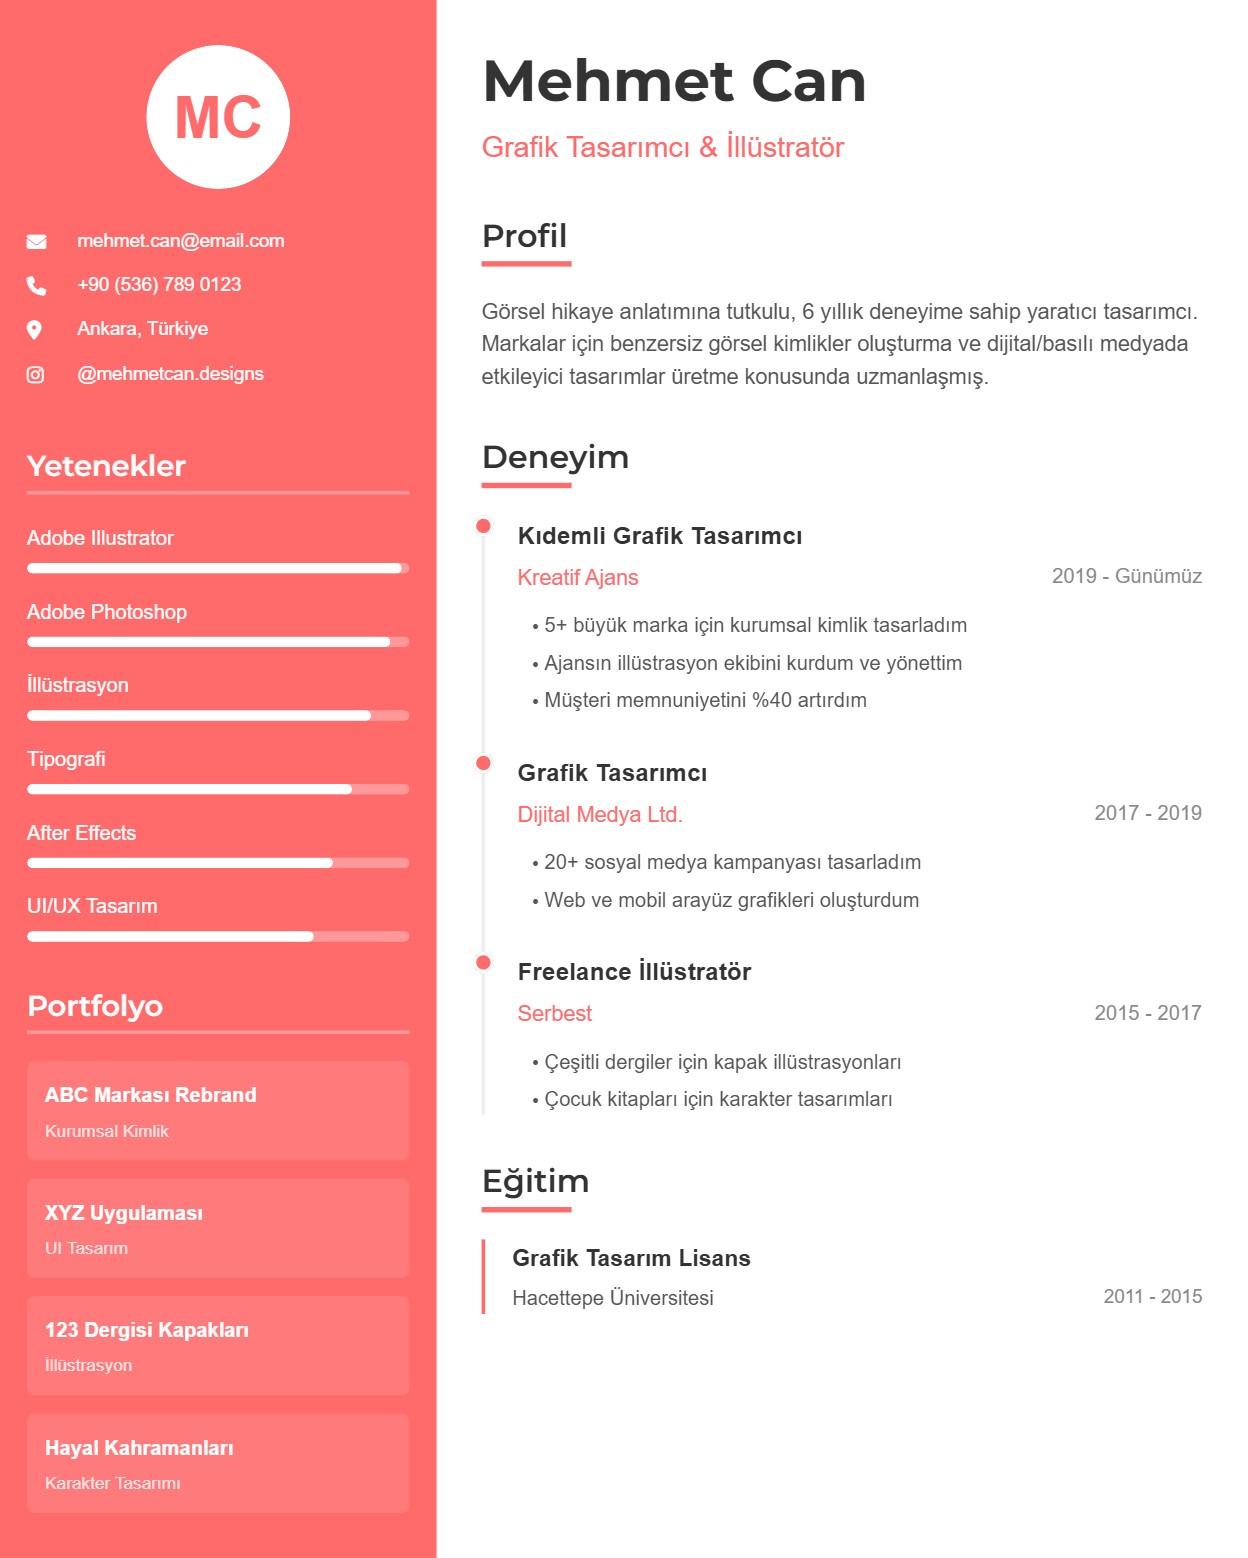 MC
mehmet.can@email.com
+90 (536) 789 0123
Ankara, Türkiye
@mehmetcan.designs
Yetenekler
Adobe Illustrator
Adobe Photoshop
İllüstrasyon
Tipografi
After Effects
UI/UX Tasarım
Portfolyo
ABC Markası Rebrand
Kurumsal Kimlik
XYZ Uygulaması
UI Tasarım
123 Dergisi Kapakları
İllüstrasyon
Hayal Kahramanları
Karakter Tasarımı
Mehmet Can
Grafik Tasarımcı & İllüstratör
Profil
Görsel hikaye anlatımına tutkulu, 6 yıllık deneyime sahip yaratıcı tasarımcı.
Markalar için benzersiz görsel kimlikler oluşturma ve dijital/basılı medyada
etkileyici tasarımlar üretme konusunda uzmanlaşmış.
Deneyim
Kıdemli Grafik Tasarımcı
Kreatif Ajans 2019 - Günümüz
• 5+ büyük marka için kurumsal kimlik tasarladım
• Ajansın illüstrasyon ekibini kurdum ve yönettim
• Müşteri memnuniyetini %40 artırdım
Grafik Tasarımcı
Dijital Medya Ltd. 2017 - 2019
• 20+ sosyal medya kampanyası tasarladım
• Web ve mobil arayüz grafikleri oluşturdum
Freelance İllüstratör
Serbest 2015 - 2017
• Çeşitli dergiler için kapak illüstrasyonları
• Çocuk kitapları için karakter tasarımları
Eğitim
Grafik Tasarım Lisans
Hacettepe Üniversitesi 2011 - 2015